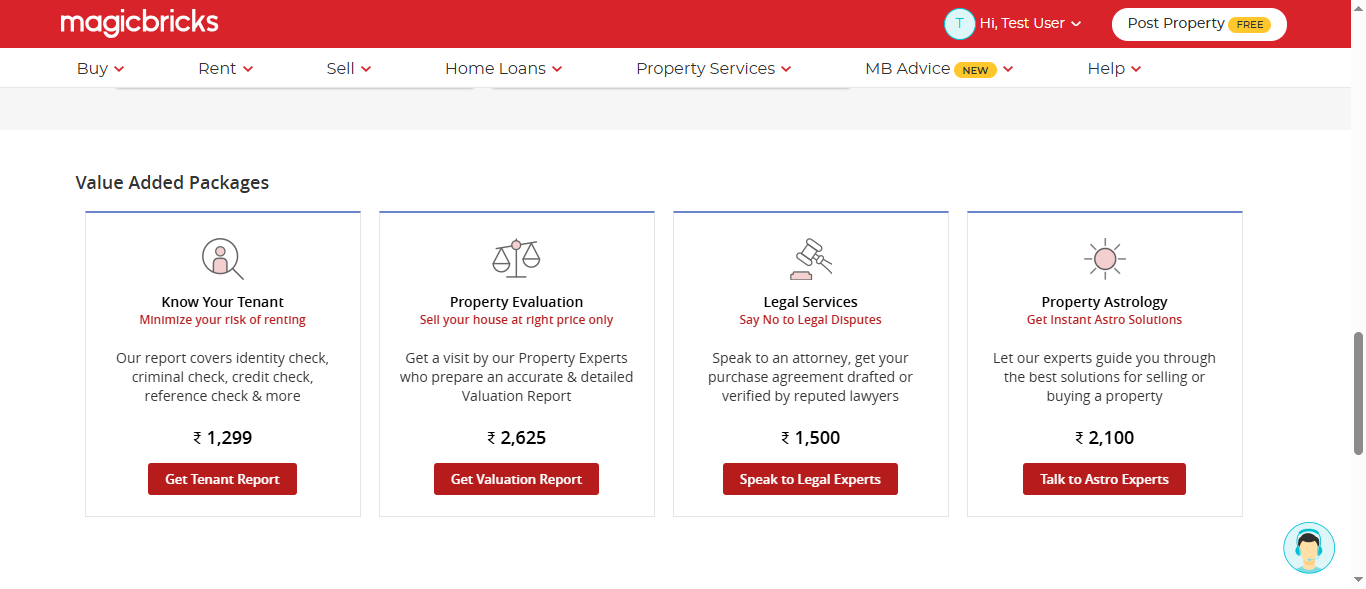 magicbricks
T
Hi, Test User
Post Property FREE
Buy
Rent
Sell
Home Loans
Property Services
MB Advice NEW
Help
Value Added Packages
Know Your Tenant
Minimize your risk of renting
Our report covers identity check,
criminal check, credit check,
reference check & more
₹ 1,299
Get Tenant Report
Property Evaluation
Sell your house at right price only
Get a visit by our Property Experts
who prepare an accurate & detailed
Valuation Report
₹ 2,625
Get Valuation Report
Legal Services
Say No to Legal Disputes
Speak to an attorney, get your
purchase agreement drafted or
verified by reputed lawyers
₹ 1,500
Speak to Legal Experts
Property Astrology
Get Instant Astro Solutions
Let our experts guide you through
the best solutions for selling or
buying a property
₹ 2,100
Talk to Astro Experts